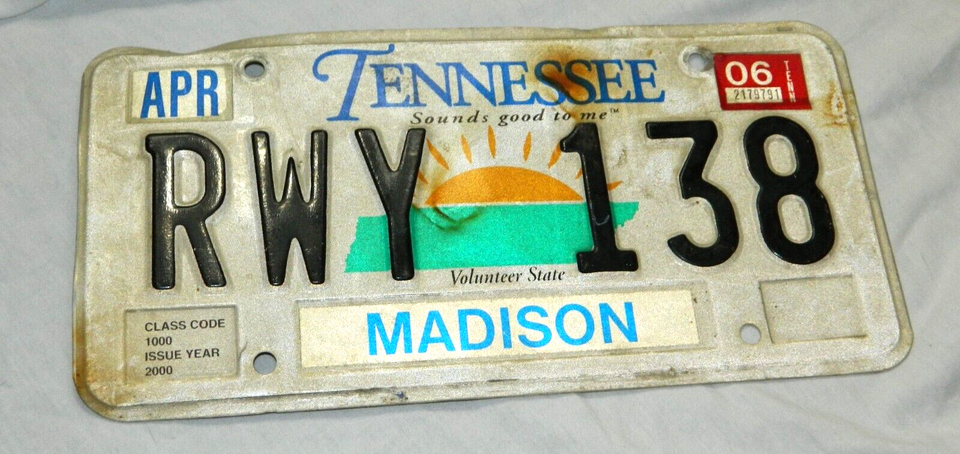 APR
TENNESSEE
06
TENN
2179791
Sounds good to me™
RWY 138
Volunteer State
CLASS CODE
1000
ISSUE YEAR
2000
MADISON